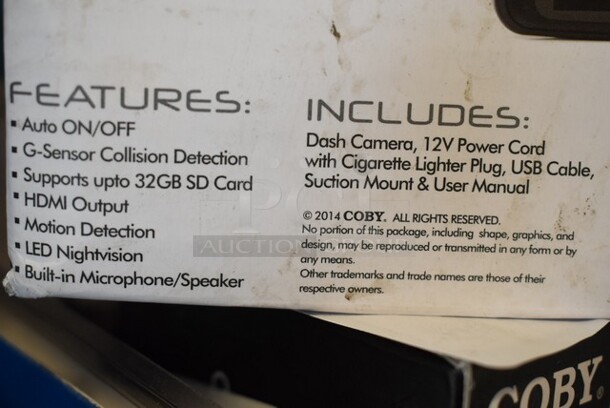 FEATURES:
▪ Auto ON/OFF
▪ G-Sensor Collision Detection
▪ Supports upto 32GB SD Card
▪ HDMI Output
▪ Motion Detection
▪ LED Nightvision
▪ Built-in Microphone/Speaker
INCLUDES:
Dash Camera, 12V Power Cord
with Cigarette Lighter Plug, USB Cable,
Suction Mount & User Manual
© 2014 COBY. ALL RIGHTS RESERVED.
No portion of this package, including shape, graphics, and
design, may be reproduced or transmitted in any form or by
any means.
Other trademarks and trade names are those of their
respective owners.
COBY